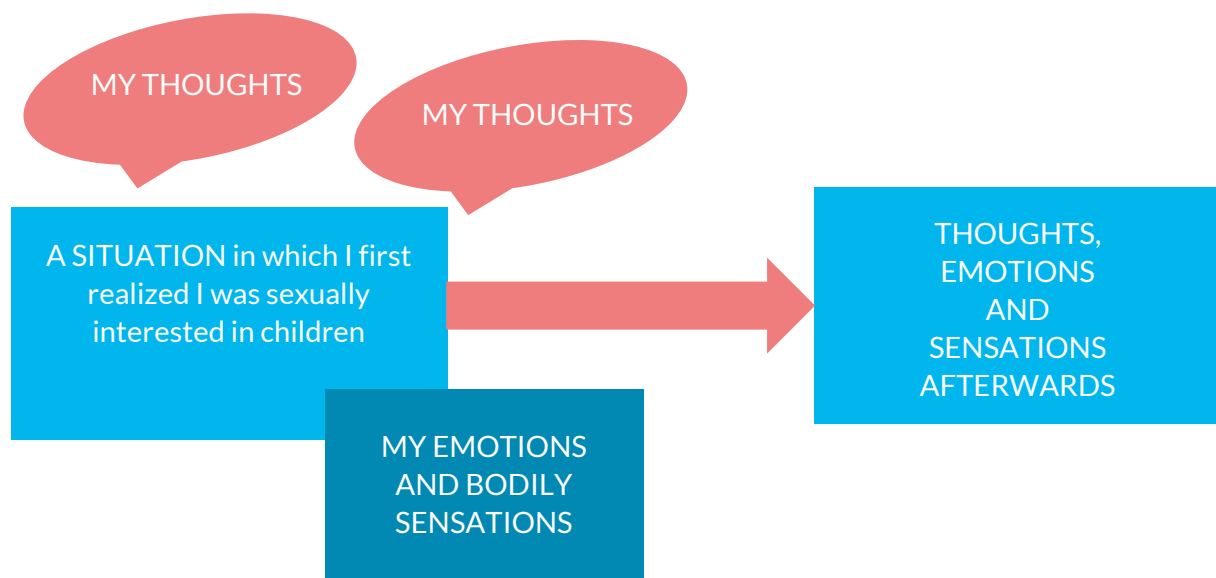 MY THOUGHTS
MY THOUGHTS
A SITUATION in which I first
realized I was sexually
interested in children
MY EMOTIONS
AND BODILY
SENSATIONS
THOUGHTS,
EMOTIONS
AND
SENSATIONS
AFTERWARDS